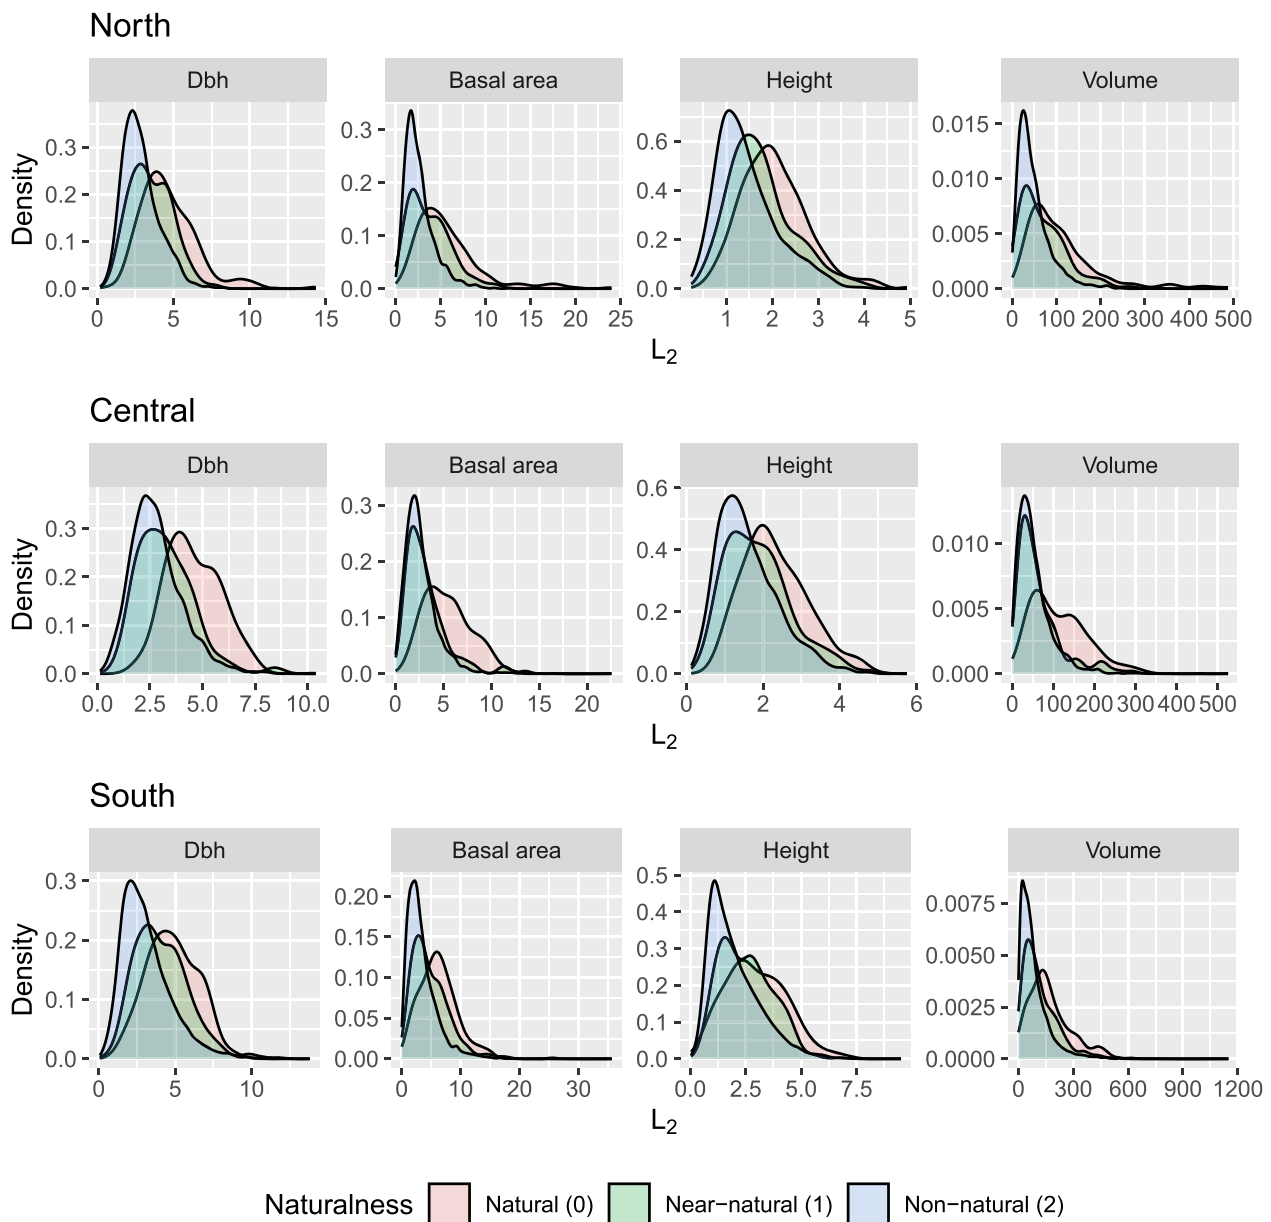 North
Dbh Basal area Height Volume
Density
0.3 0.2 0.1 0.0
0 5 10 15
0.3 0.2 0.1 0.0
0 5 10 15 20 25
0.6 0.4 0.2 0.0
1 2 3 4 5
0.015 0.010 0.005 0.000
0 100 200 300 400 500
L2
Central
Dbh Basal area Height Volume
Density
0.3 0.2 0.1 0.0
0.0 2.5 5.0 7.5 10.0
0.3 0.2 0.1 0.0
0 5 10 15 20
0.6 0.4 0.2 0.0
0 2 4 6
0.010 0.005 0.000
0 100 200 300 400 500
L2
South
Dbh Basal area Height Volume
Density
0.3 0.2 0.1 0.0
0 5 10
0.20 0.15 0.10 0.05 0.00
0 10 20 30
0.5 0.4 0.3 0.2 0.1 0.0
0.0 2.5 5.0 7.5
0.0075 0.0050 0.0025 0.0000
0 300 600 900 1200
L2
Naturalness Natural (0) Near−natural (1) Non−natural (2)